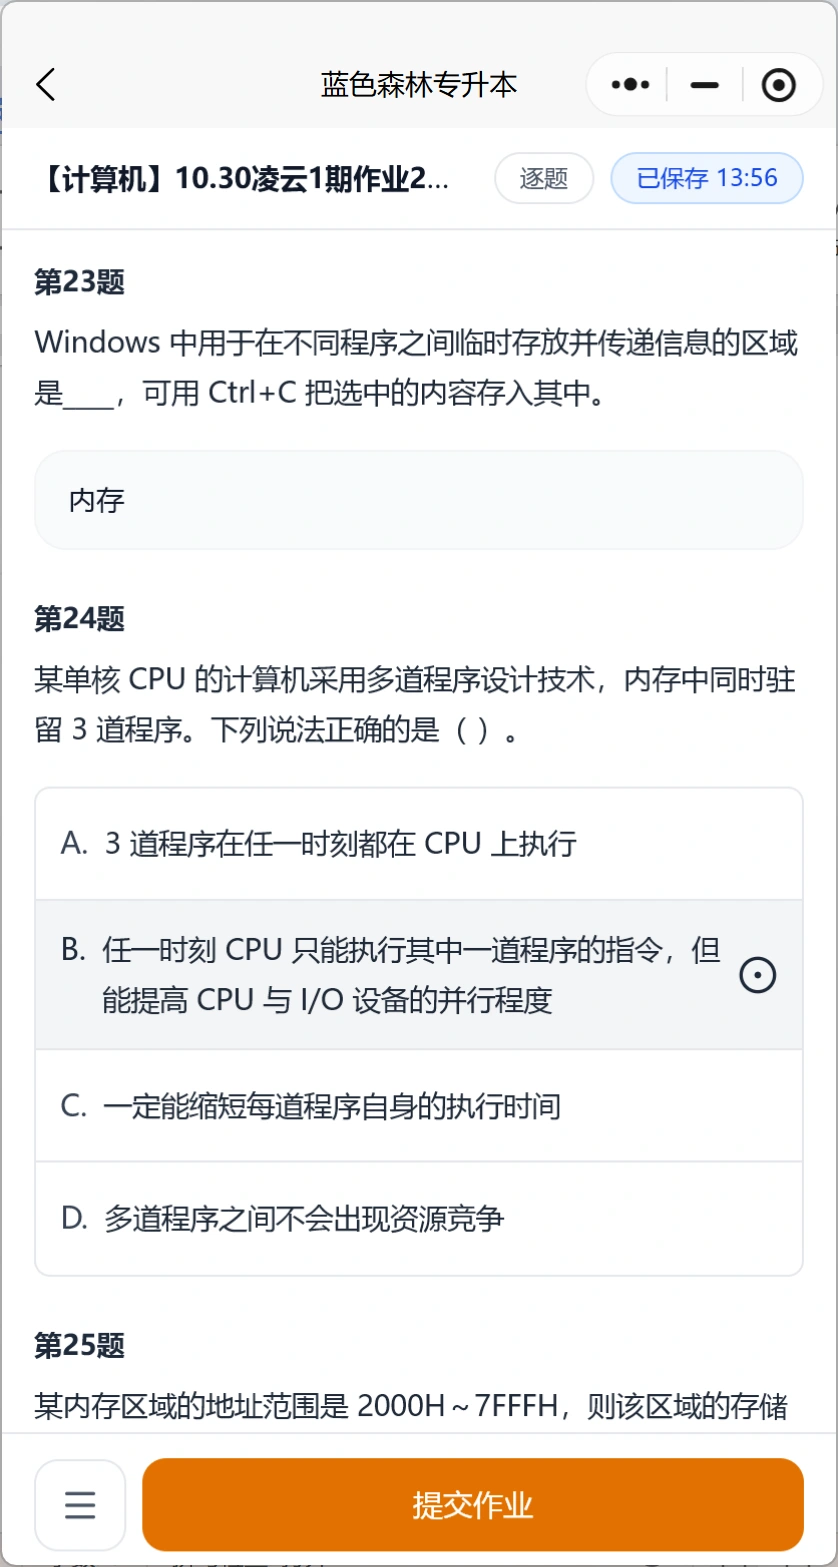 蓝色森林专升本
【计算机】10.30凌云1期作业2...
逐题
已保存 13:56
第23题
Windows 中用于在不同程序之间临时存放并传递信息的区域
是____，可用 Ctrl+C 把选中的内容存入其中。
内存
第24题
某单核 CPU 的计算机采用多道程序设计技术，内存中同时驻
留 3 道程序。下列说法正确的是（ ）。
A. 3 道程序在任一时刻都在 CPU 上执行
B. 任一时刻 CPU 只能执行其中一道程序的指令，但
能提高 CPU 与 I/O 设备的并行程度
C. 一定能缩短每道程序自身的执行时间
D. 多道程序之间不会出现资源竞争
第25题
某内存区域的地址范围是 2000H～7FFFH，则该区域的存储
提交作业